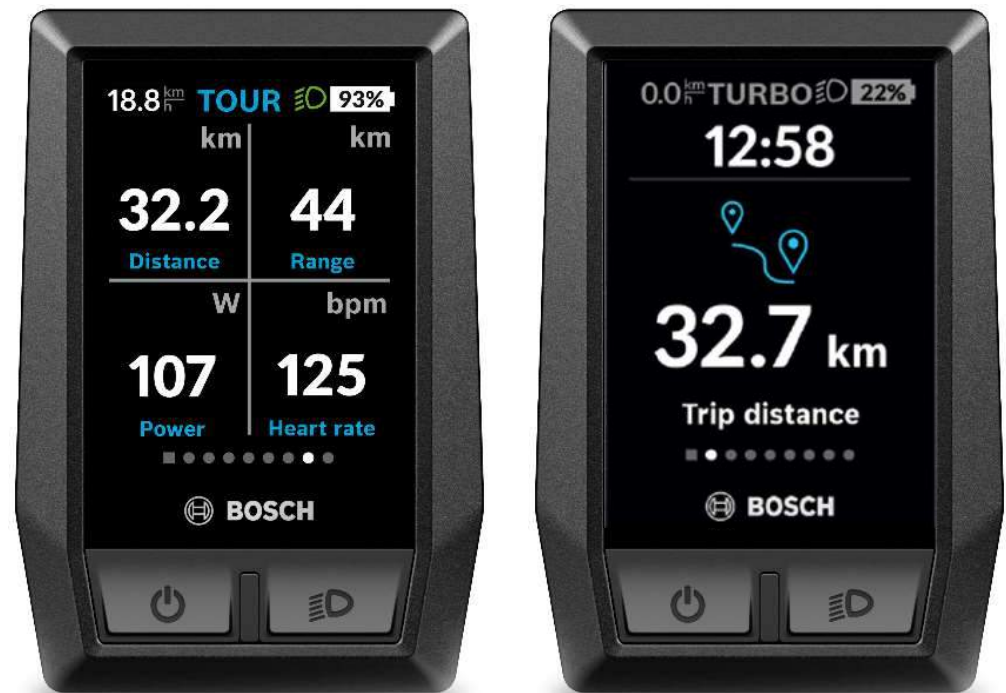 18.8 km/h TOUR 93%
km km
32.2 44
Distance Range
W bpm
107 125
Power Heart rate
BOSCH
0.0 km/h TURBO 22%
12:58
32.7 km
Trip distance
BOSCH